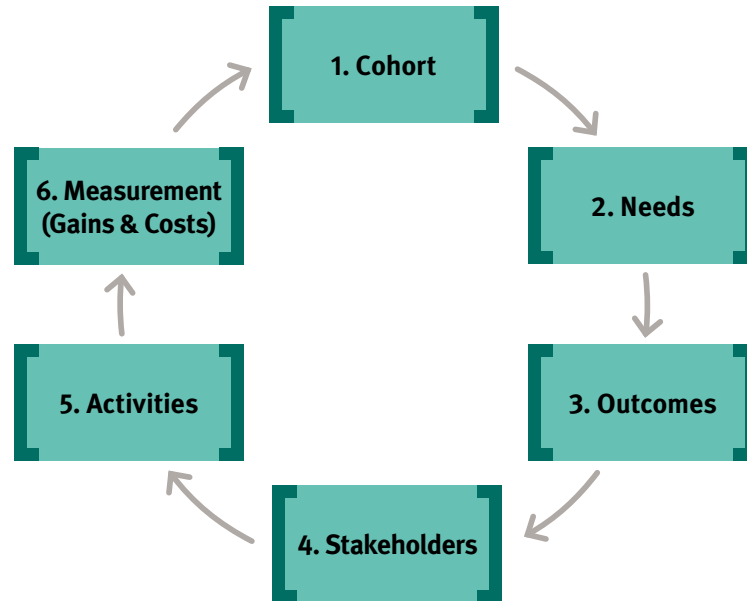 1. Cohort
2. Needs
3. Outcomes
4. Stakeholders
5. Activities
6. Measurement
(Gains & Costs)